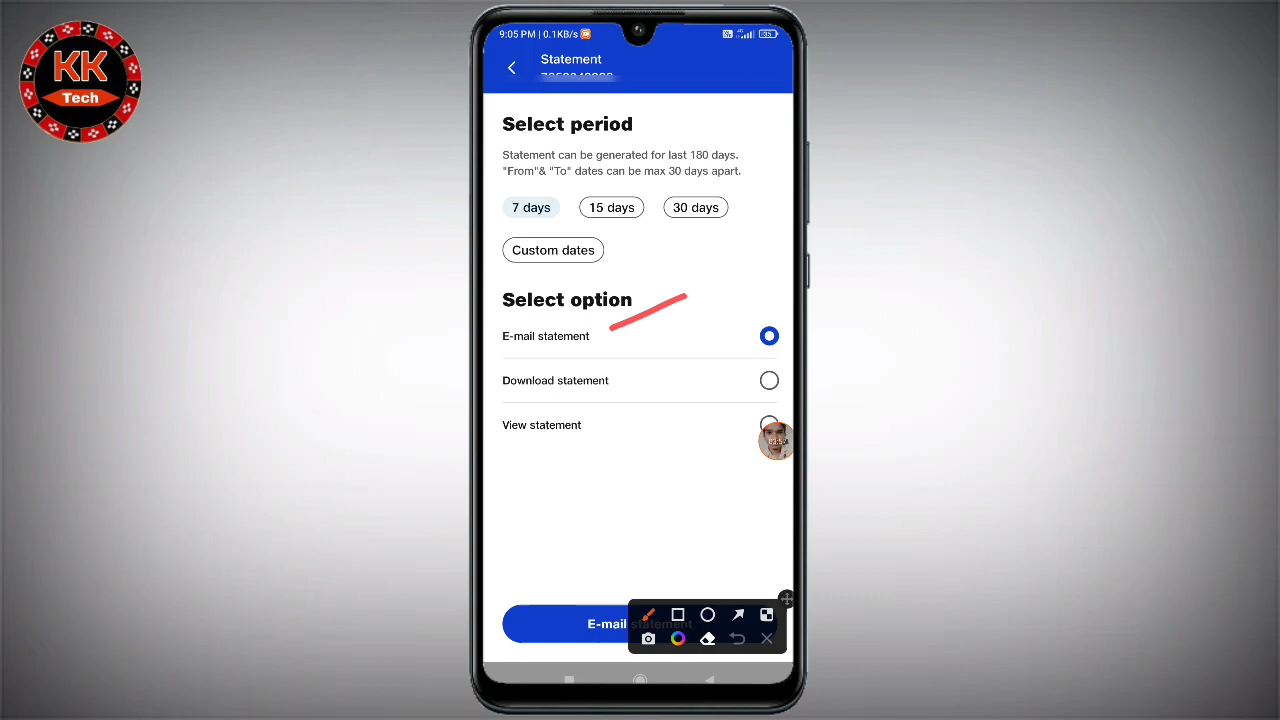 KK
Tech
9:05 PM | 0.1KB/s
Statement
Select period
Statement can be generated for last 180 days.
"From"& "To" dates can be max 30 days apart.
7 days
15 days
30 days
Custom dates
Select option
E-mail statement
Download statement
View statement
E-mail statement